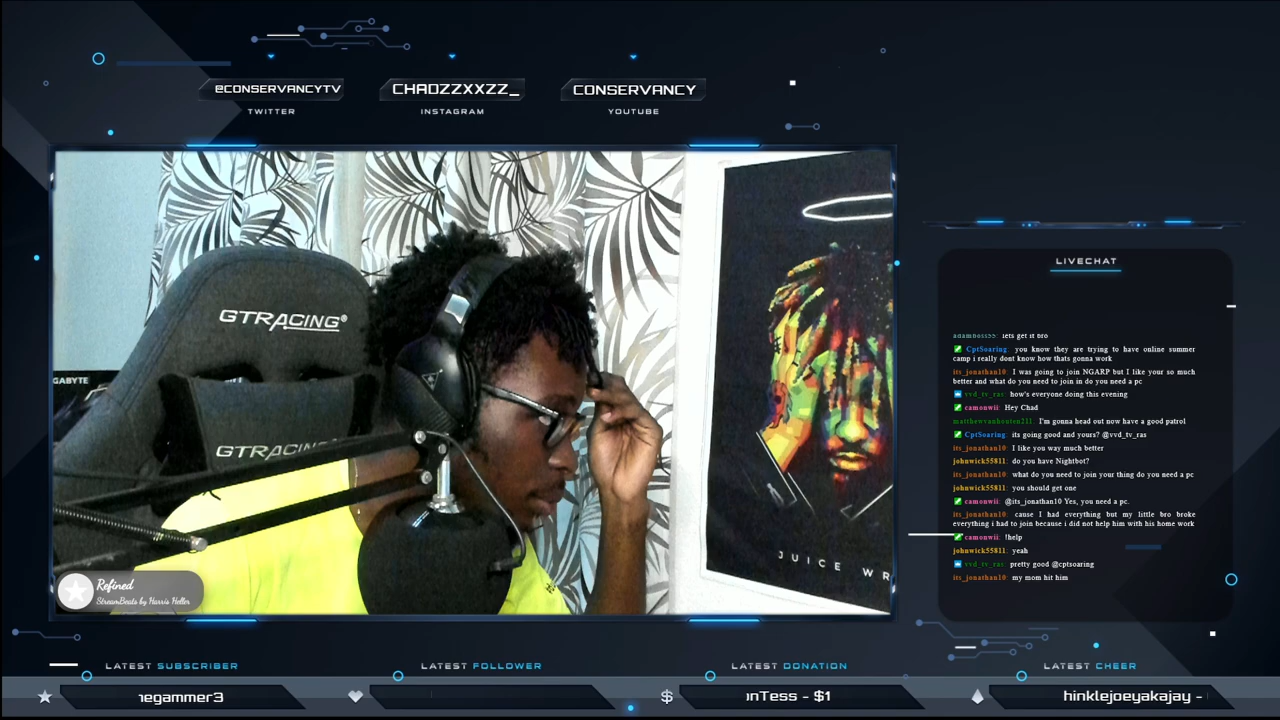 @CONSERVANCYTV
CHADZZXXZZ_
CONSERVANCY
TWITTER
INSTAGRAM
YOUTUBE
GTRACING®
GIGABYTE
GTRACING
JUICE WR
Refined
StreamBeats by Harris Heller
LIVECHAT
adamboss55: lets get it bro
CptSoaring: you know they are trying to have online summer
camp i really dont know how thats gonna work
its_jonathan10: I was going to join NGARP but I like your so much
better and what do you need to join in do you need a pc
vvd_tv_ras: how's everyone doing this evening
camonwii: Hey Chad
matthewvanhouten211: I'm gonna head out now have a good patrol
CptSoaring: its going good and yours? @vvd_tv_ras
its_jonathan10: I like you way much better
johnwick55811: do you have Nightbot?
its_jonathan10: what do you need to join your thing do you need a pc
johnwick55811: you should get one
camonwii: @its_jonathan10 Yes, you need a pc.
its_jonathan10: cause I had everything but my little bro broke
everything i had to join because i did not help him with his home work
camonwii: !help
johnwick55811: yeah
vvd_tv_ras: pretty good @cptsoaring
its_jonathan10: my mom hit him
LATEST SUBSCRIBER
LATEST FOLLOWER
LATEST DONATION
LATEST CHEER
egammer3
nTess - $1
hinklejoeyakajay -